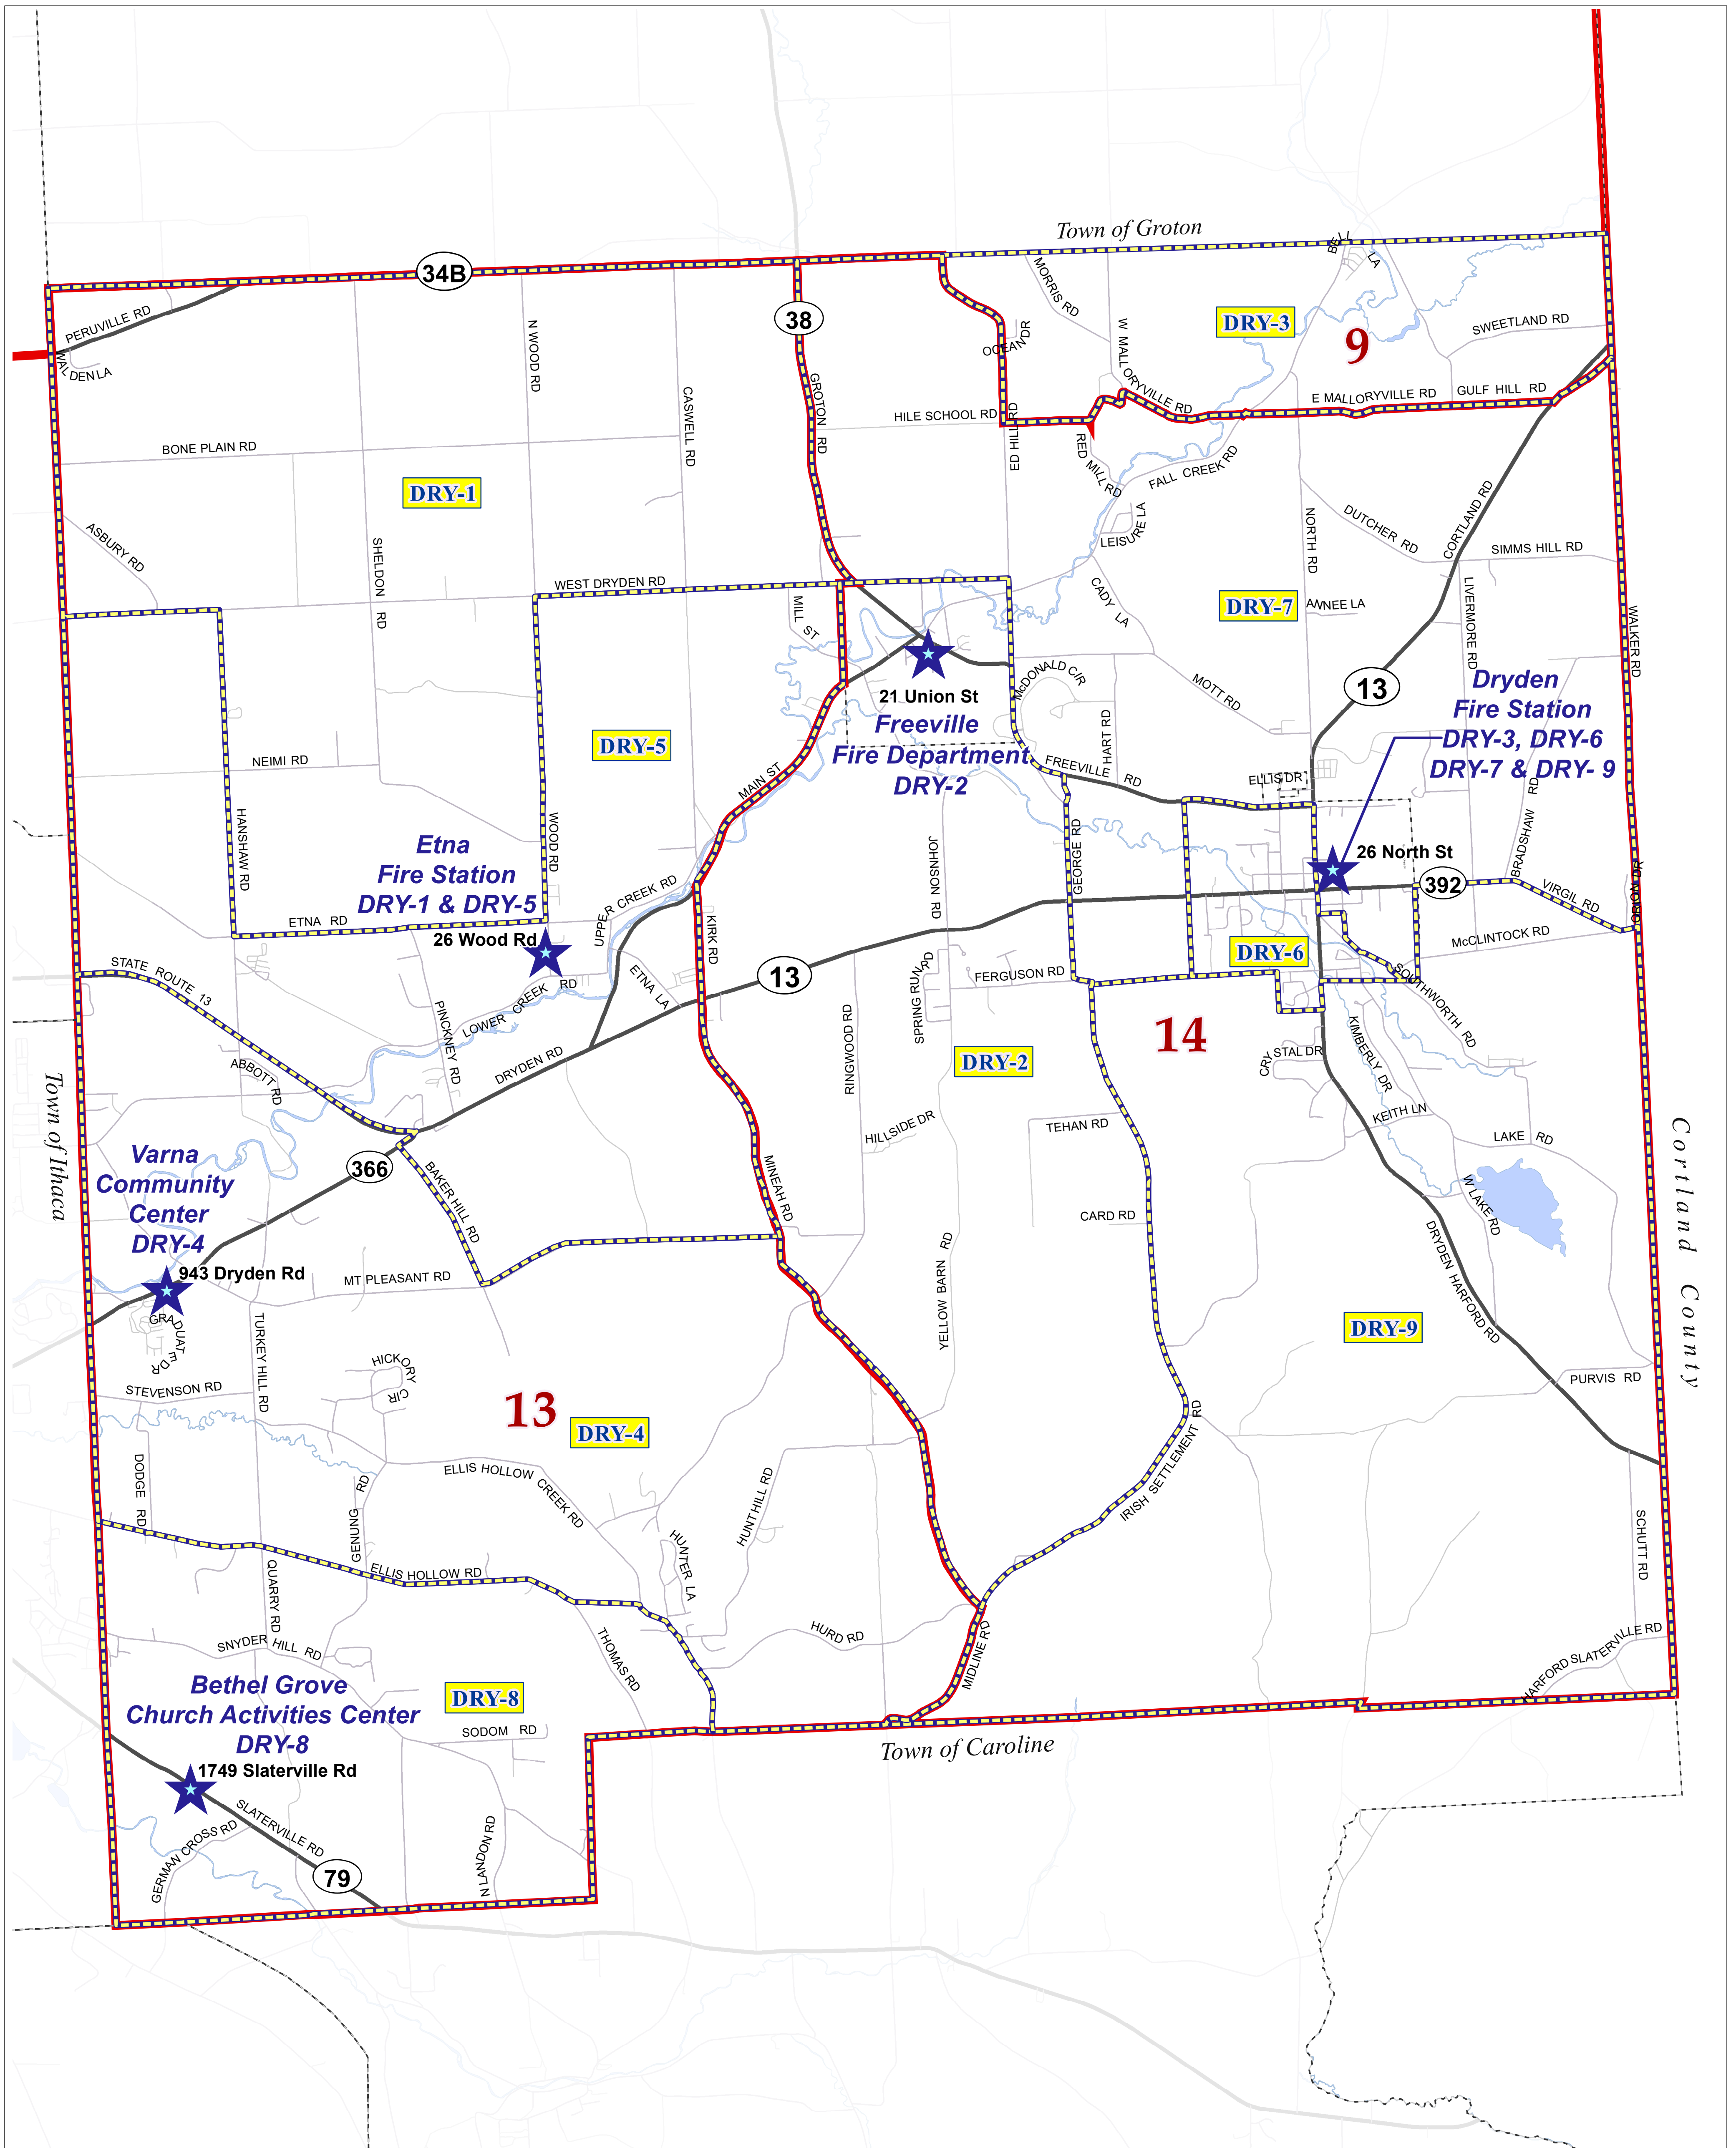 Town of Groton
34B
BELL LA
PERUVILLE RD
WALDEN LA
N WOOD RD
38
MORRIS RD
OCEAN DR
W MALLORYVILLE RD
DRY-3
9
SWEETLAND RD
CASWELL RD
GROTON RD
HILE SCHOOL RD
E MALLORYVILLE RD
GULF HILL RD
BONE PLAIN RD
RED MILL RD
FALL CREEK RD
DRY-1
ASBURY RD
SHELDON RD
LEISURE LA
NORTH RD
DUTCHER RD
CORTLAND RD
SIMMS HILL RD
WEST DRYDEN RD
MILL ST
CADY LA
DRY-7
LIVERMORE RD
WALKER RD
21 Union St
Freeville
Fire Department
DRY-2
McDONALD CIR
HART RD
MOTT RD
13
Dryden
Fire Station
DRY-3, DRY-6
DRY-7 & DRY- 9
DRY-5
NEIMI RD
MAIN ST
FREEVILLE RD
ELLIS DR
HANSHAW RD
WOOD RD
JOHNSON RD
GEORGE RD
BRADSHAW RD
26 North St
392
VIRGIL RD
Etna
Fire Station
DRY-1 & DRY-5
26 Wood Rd
ETNA RD
UPPER CREEK RD
KIRK RD
DRY-6
McCLINTOCK RD
STATE ROUTE 13
ETNA LA
13
SPRING RUN RD
FERGUSON RD
SOUTHWORTH RD
PINCKNEY RD
LOWER CREEK RD
RINGWOOD RD
14
DRY-2
KIMBERLY DR
CRYSTAL DR
DRYDEN RD
ABBOTT RD
Town of Ithaca
HILLSIDE DR
TEHAN RD
KEITH LN
LAKE RD
Cortland County
Varna
Community
Center
DRY-4
366
BAKER HILL RD
MINEAH RD
CARD RD
W LAKE RD
943 Dryden Rd
MT PLEASANT RD
YELLOW BARN RD
DRYDEN HARFORD RD
GRADUATE DR
TURKEY HILL RD
DRY-9
STEVENSON RD
HICKORY CIR
PURVIS RD
13
DRY-4
IRISH SETTLEMENT RD
DODGE RD
GENUNG RD
ELLIS HOLLOW CREEK RD
HUNT HILL RD
HUNTER LA
SCHUTT RD
QUARRY RD
ELLIS HOLLOW RD
SNYDER HILL RD
THOMAS RD
HURD RD
MIDLINE RD
HARFORD SLATERVILLE RD
Bethel Grove
Church Activities Center
DRY-8
DRY-8
SODOM RD
Town of Caroline
1749 Slaterville Rd
SLATERVILLE RD
GERMAN CROSS RD
N LANDON RD
79